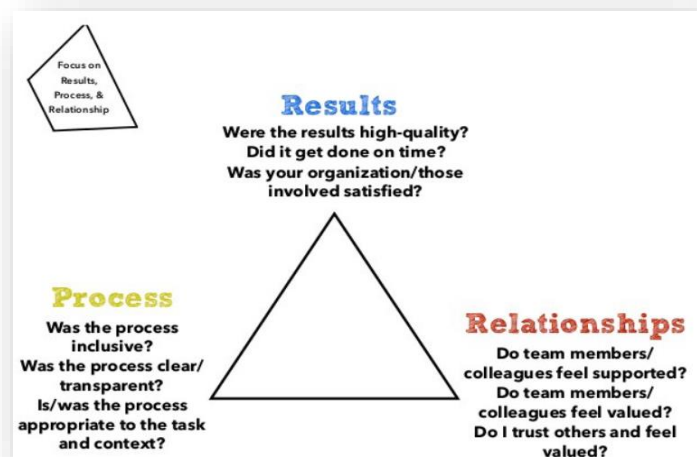 Focus on
Results,
Process, &
Relationship
Results
Were the results high-quality?
Did it get done on time?
Was your organization/those
involved satisfied?
Process
Was the process
inclusive?
Was the process clear/
transparent?
Is/was the process
appropriate to the task
and context?
Relationships
Do team members/
colleagues feel supported?
Do team members/
colleagues feel valued?
Do I trust others and feel
valued?